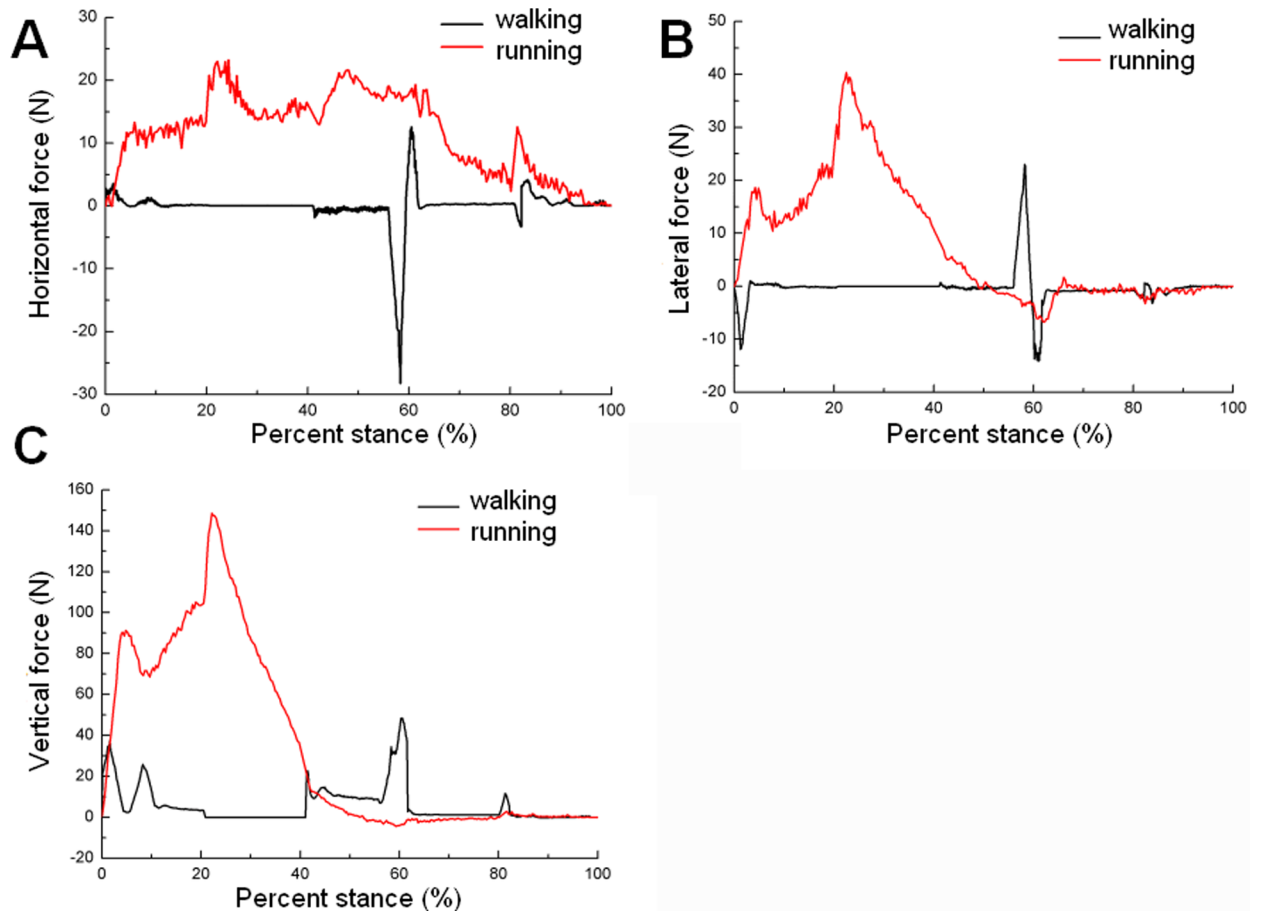 A
walking
running
Horizontal force (N)
30
20
10
0
-10
-20
-30
0 20 40 60 80 100
Percent stance (%)
B
walking
running
Lateral force (N)
50
40
30
20
10
0
-10
-20
0 20 40 60 80 100
Percent stance (%)
C
walking
running
Vertical force (N)
160
140
120
100
80
60
40
20
0
-20
0 20 40 60 80 100
Percent stance (%)